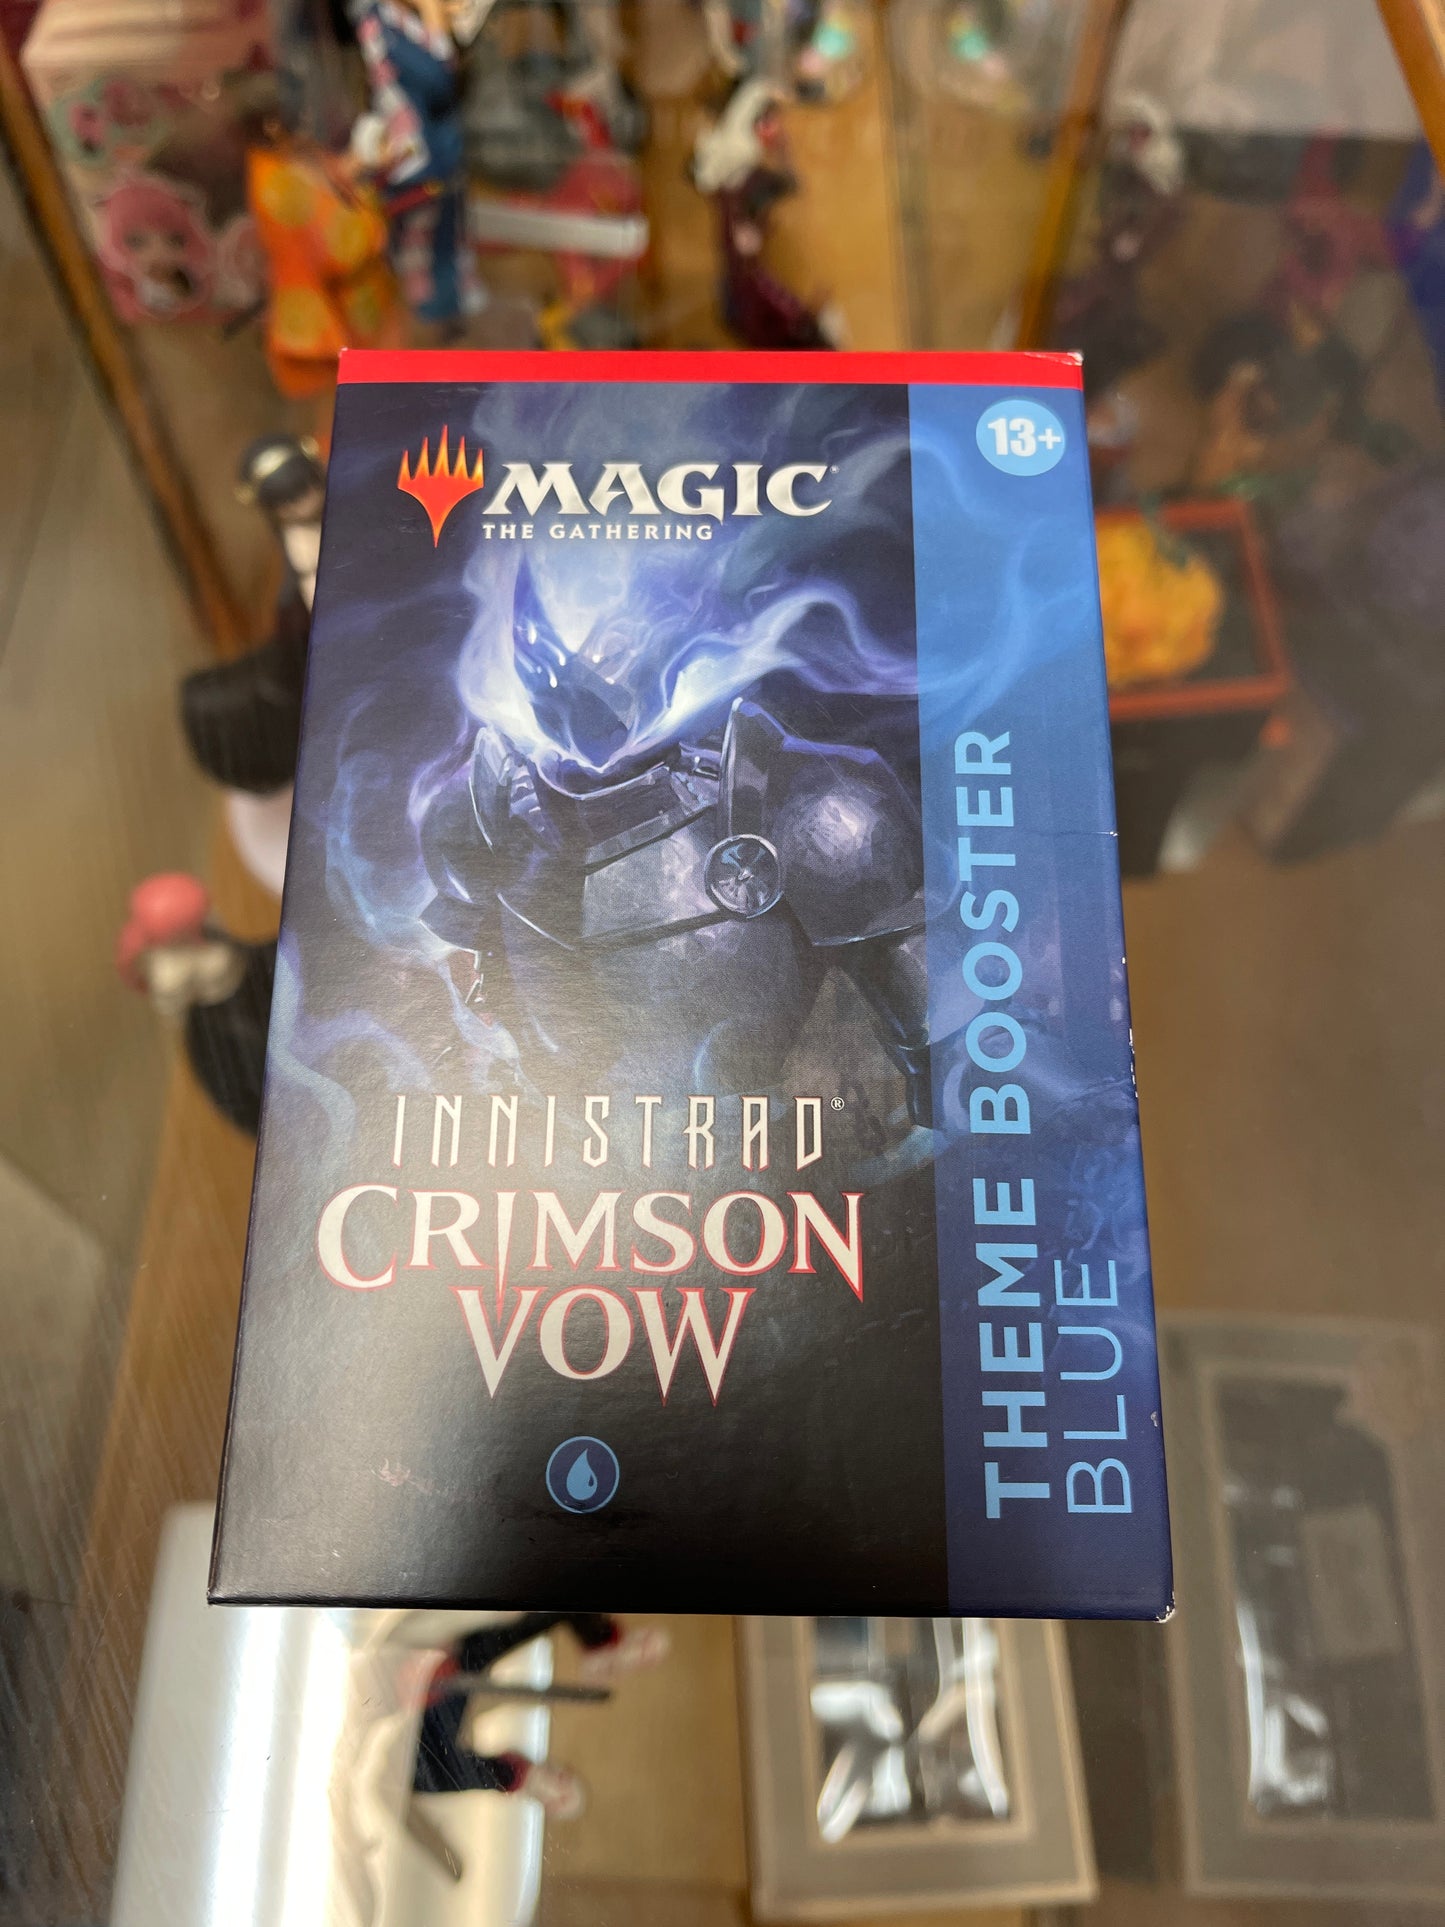 13+
MAGIC®
THE GATHERING
INNISTRAD®
CRIMSON
VOW
THEME BOOSTER
BLUE